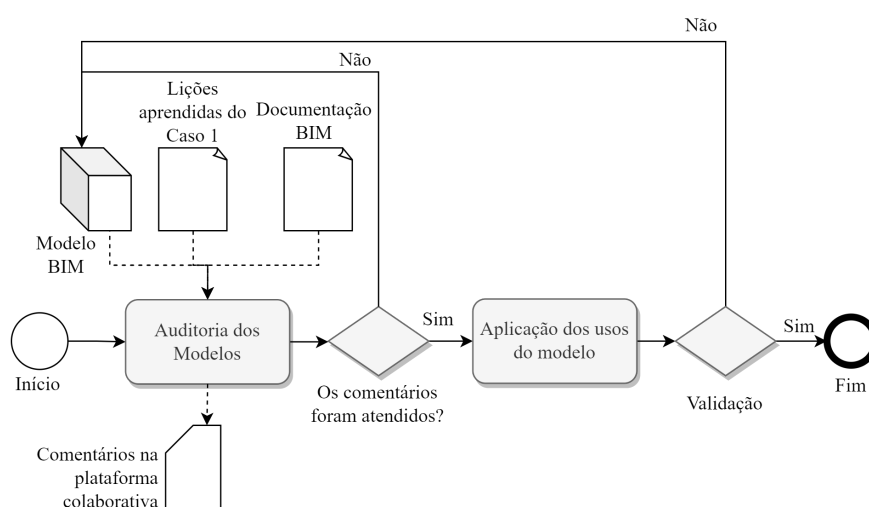 Não
Não
Lições
aprendidas do
Caso 1
Documentação
BIM
Modelo
BIM
Início
Auditoria dos
Modelos
Os comentários
foram atendidos?
Sim
Aplicação dos usos
do modelo
Validação
Sim
Fim
Comentários na
plataforma
colaborativa